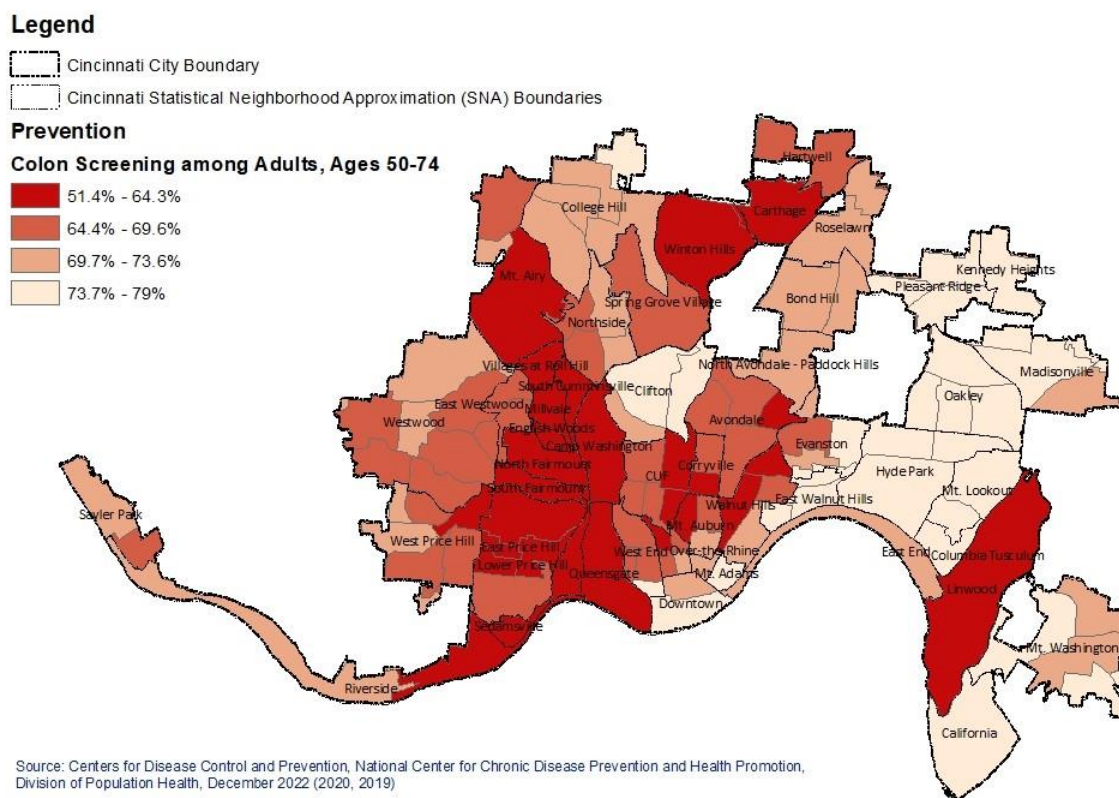 Legend
Cincinnati City Boundary
Cincinnati Statistical Neighborhood Approximation (SNA) Boundaries
Prevention
Colon Screening among Adults, Ages 50-74
51.4% - 64.3%
64.4% - 69.6%
69.7% - 73.6%
73.7% - 79%
Hartwell
College Hill
Carthage
Roselawn
Winton Hills
Kennedy Heights
Mt. Airy
Pleasant Ridge
Bond Hill
Spring Grove Village
Northside
Villages at Roll Hill
North Avondale - Paddock Hills
Madisonville
South Cumminsville
Clifton
Oakley
East Westwood
Millvale
Westwood
Avondale
English Woods
Evanston
Camp Washington
North Fairmount
Corryville
Hyde Park
CUF
South Fairmount
Mt. Lookout
East Walnut Hills
Walnut Hills
Sayler Park
Mt. Auburn
West Price Hill
East Price Hill
West End
Over-the-Rhine
East End
Columbia Tusculum
Lower Price Hill
Queensgate
Mt. Adams
Linwood
Downtown
Sedamsville
Mt. Washington
Riverside
California
Source: Centers for Disease Control and Prevention, National Center for Chronic Disease Prevention and Health Promotion,
Division of Population Health, December 2022 (2020, 2019)